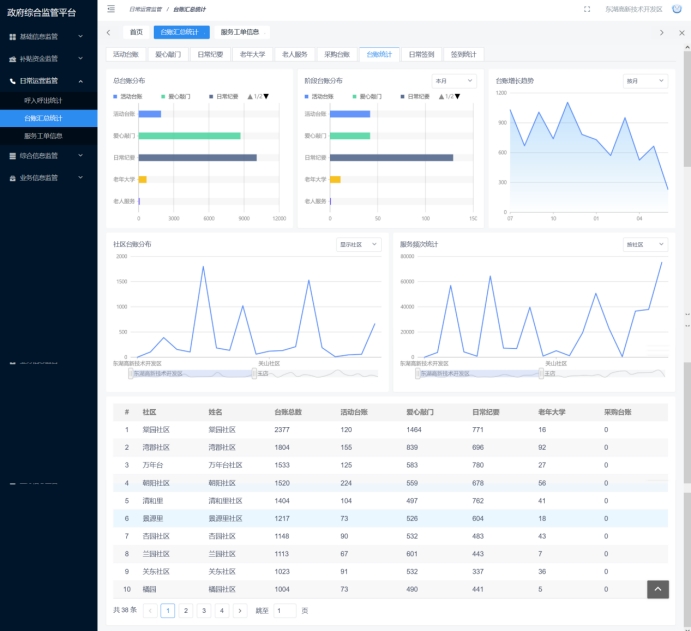 政府综合监管平台
日常运营监管 / 台账汇总统计
东湖高新技术开发区
基础信息监管
补贴资金监管
日常运营监管
呼入呼出统计
台账汇总统计
服务工单信息
综合信息监管
业务信息监管
首页 台账汇总统计 服务工单信息
活动台账 爱心敲门 日常纪要 老年大学 老人服务 采购台账 台账统计 日常签到 签到统计
总台账分布
活动台账 爱心敲门 日常纪要 1/2
活动台账
爱心敲门
日常纪要
老年大学
老人服务
0 3000 6000 9000 12000
阶段台账分布 本月
活动台账 爱心敲门 日常纪要 1/2
活动台账
爱心敲门
日常纪要
老年大学
老人服务
0 50 100 150
台账增长趋势 按月
1200
900
600
300
0
07 10 01 04
社区台账分布 显示社区
2000
1500
1000
500
0
东湖高新技术开发区 关山社区
东湖高新技术开发区
服务频次统计 按社区
80000
60000
40000
20000
0
东湖高新技术开发区 关山社区
东湖高新技术开发区
# 社区 姓名 台账总数 活动台账 爱心敲门 日常纪要 老年大学 采购台账
1 棠园社区 棠园社区 2377 120 1464 771 16 0
2 湾郡社区 湾郡社区 1804 155 839 696 92 0
3 万年台 万年台社区 1533 125 583 780 27 0
4 朝阳社区 朝阳社区 1520 224 559 678 56 0
5 清和里 清和里社区 1404 104 497 762 41 0
6 景源里 景源里社区 1217 73 526 604 18 0
7 杏园社区 杏园社区 1148 90 532 483 43 0
8 兰园社区 兰园社区 1113 67 601 443 7 0
9 关东社区 关东社区 1023 91 532 337 36 0
10 橘园 橘园社区 1004 73 490 441 5 0
共 38 条 1 2 3 4 跳至 1 页